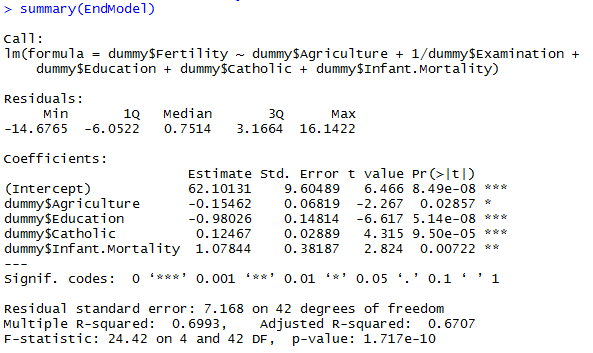 > summary(EndModel)
Call:
lm(formula = dummy$Fertility ~ dummy$Agriculture + 1/dummy$Examination +
    dummy$Education + dummy$Catholic + dummy$Infant.Mortality)
Residuals:
     Min       1Q   Median       3Q      Max
-14.6765  -6.0522   0.7514   3.1664  16.1422
Coefficients:
                       Estimate Std. Error t value Pr(>|t|)
(Intercept)            62.10131    9.60489   6.466 8.49e-08 ***
dummy$Agriculture      -0.15462    0.06819  -2.267  0.02857 *
dummy$Education        -0.98026    0.14814  -6.617 5.14e-08 ***
dummy$Catholic          0.12467    0.02889   4.315 9.50e-05 ***
dummy$Infant.Mortality  1.07844    0.38187   2.824  0.00722 **
---
Signif. codes:  0 ‘***’ 0.001 ‘**’ 0.01 ‘*’ 0.05 ‘.’ 0.1 ‘ ’ 1
Residual standard error: 7.168 on 42 degrees of freedom
Multiple R-squared:  0.6993,    Adjusted R-squared:  0.6707
F-statistic: 24.42 on 4 and 42 DF,  p-value: 1.717e-10